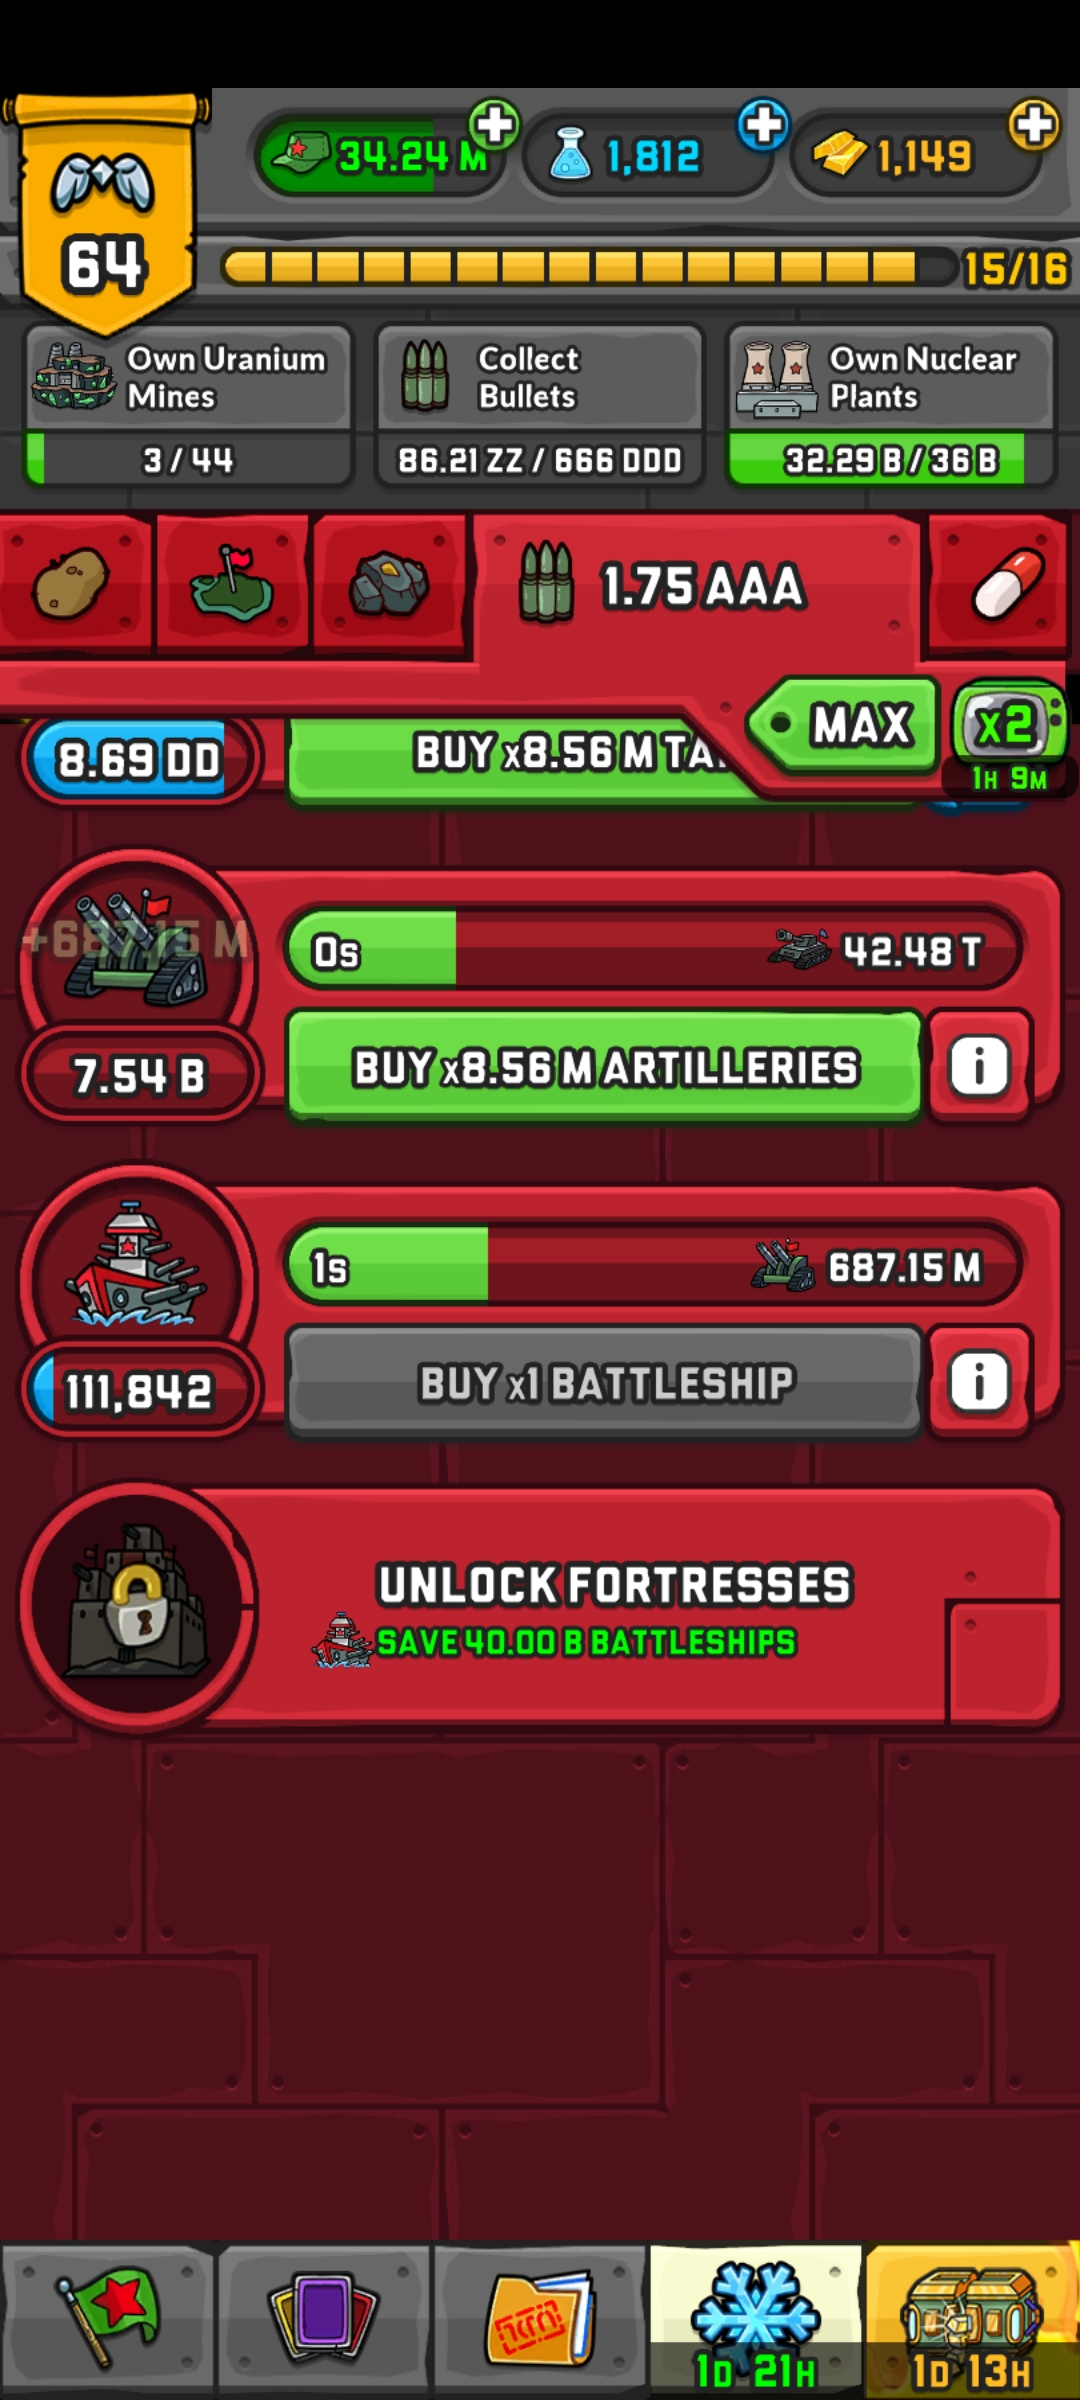 34.24 M
1,812
1,149
64
15/16
Own Uranium
Mines
3 / 44
Collect
Bullets
86.21 ZZ / 666 DDD
Own Nuclear
Plants
32.29 B / 36 B
1.75 AAA
MAX
x2
1H 9M
8.69 DD
BUY x8.56 M TA
+687.15 M
0s
42.48 T
7.54 B
BUY x8.56 M ARTILLERIES
i
1s
687.15 M
111,842
BUY x1 BATTLESHIP
i
UNLOCK FORTRESSES
SAVE 40.00 B BATTLESHIPS
1D 21H
1D 13H